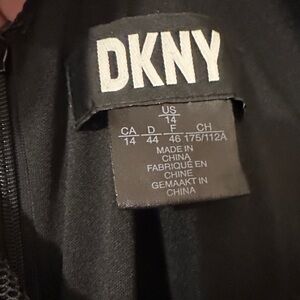 DKNY
US
14
CA D F CH
14 44 46 175/112A
MADE IN
CHINA
FABRIQUÉ EN
CHINE
GEMAAKT IN
CHINA